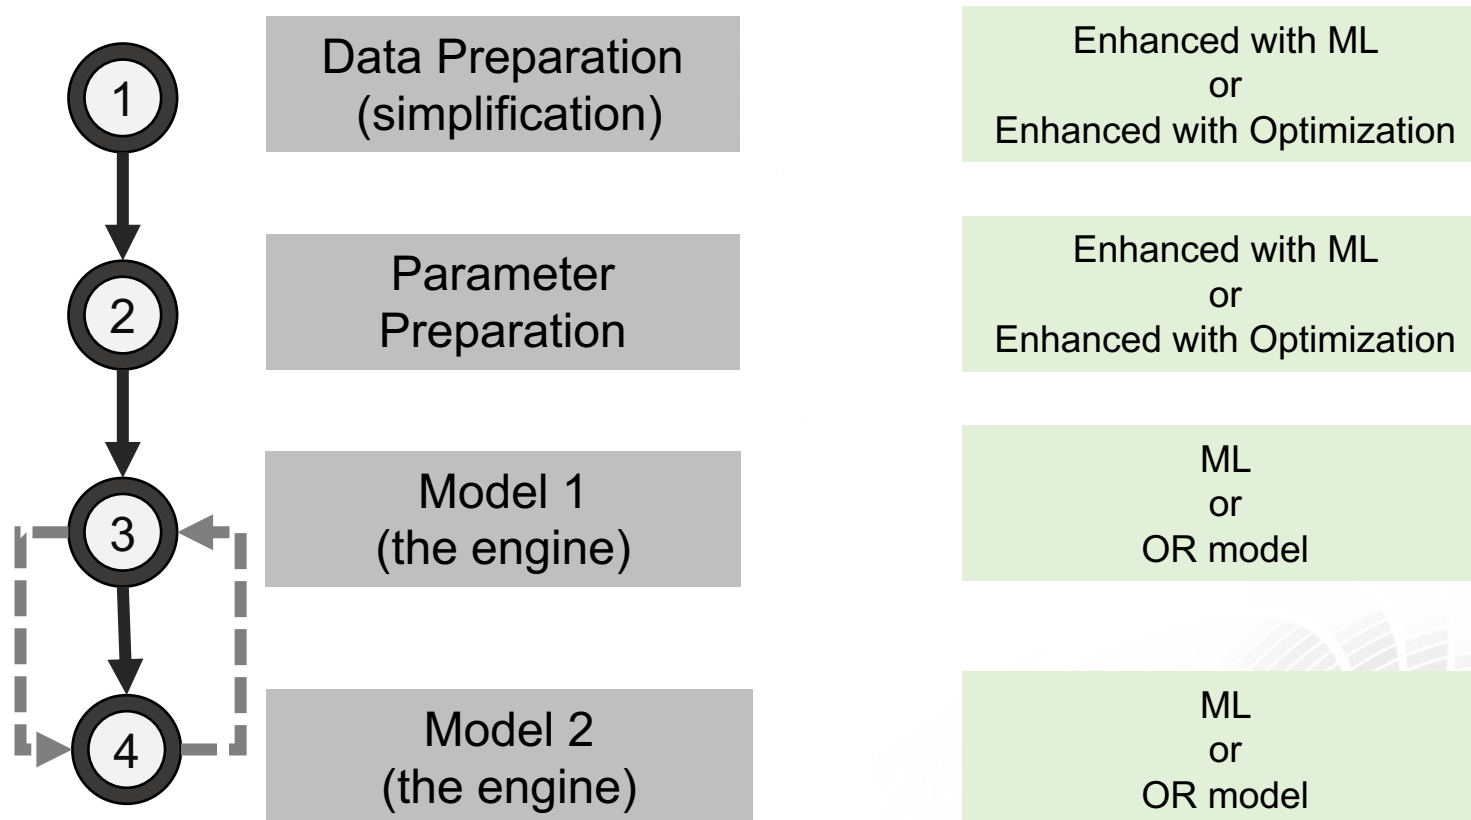 1
Data Preparation
(simplification)
Enhanced with ML
or
Enhanced with Optimization
2
Parameter
Preparation
Enhanced with ML
or
Enhanced with Optimization
3
Model 1
(the engine)
ML
or
OR model
4
Model 2
(the engine)
ML
or
OR model